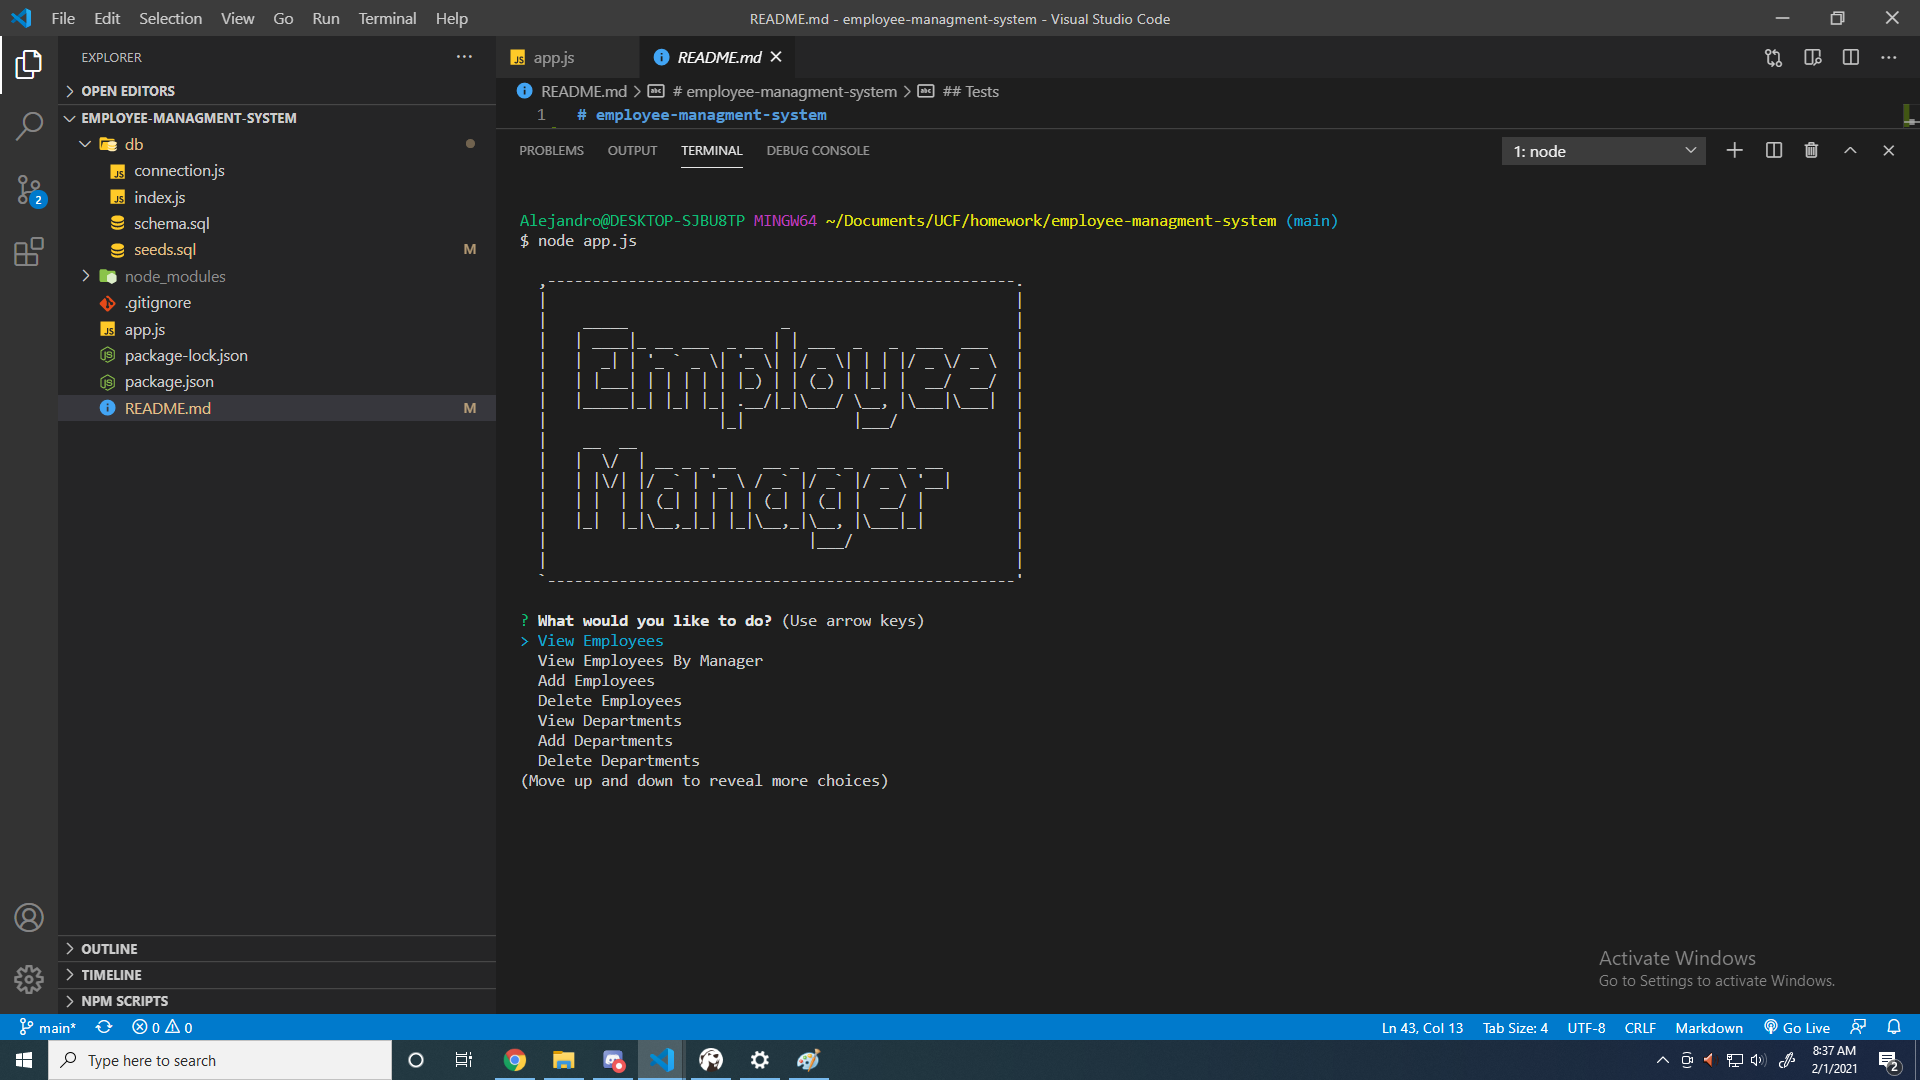 File Edit Selection View Go Run Terminal Help
README.md - employee-managment-system - Visual Studio Code
EXPLORER
OPEN EDITORS
EMPLOYEE-MANAGMENT-SYSTEM
db
connection.js
index.js
schema.sql
seeds.sql M
node_modules
.gitignore
app.js
package-lock.json
package.json
README.md M
OUTLINE
TIMELINE
NPM SCRIPTS
2
app.js README.md
README.md > # employee-managment-system > ## Tests
1 # employee-managment-system
PROBLEMS OUTPUT TERMINAL DEBUG CONSOLE 1: node
Alejandro@DESKTOP-SJBU8TP MINGW64 ~/Documents/UCF/homework/employee-managment-system (main)
$ node app.js
Employee
Manager
? What would you like to do? (Use arrow keys)
> View Employees
View Employees By Manager
Add Employees
Delete Employees
View Departments
Add Departments
Delete Departments
(Move up and down to reveal more choices)
Activate Windows
Go to Settings to activate Windows.
main* 0 0 Ln 43, Col 13 Tab Size: 4 UTF-8 CRLF Markdown Go Live
Type here to search
8:37 AM
2/1/2021
2